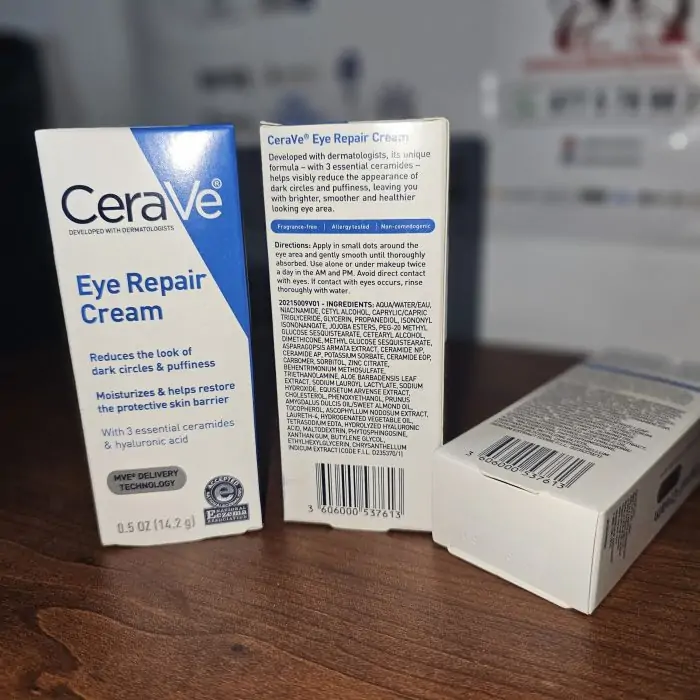 CeraVe®
DEVELOPED WITH DERMATOLOGISTS
Eye Repair
Cream
Reduces the look of
dark circles & puffiness
Moisturizes & helps restore
the protective skin barrier
With 3 essential ceramides
& hyaluronic acid
MVE® DELIVERY
TECHNOLOGY
ACCEPTED
NATIONAL
Eczema
ASSOCIATION
0.5 OZ (14.2 g)
CeraVe® Eye Repair Cream
Developed with dermatologists, its unique
formula – with 3 essential ceramides –
helps visibly reduce the appearance of
dark circles and puffiness, leaving you
with brighter, smoother and healthier
looking eye area.
Fragrance-free | Allergy tested | Non-comedogenic
Directions: Apply in small dots around the
eye area and gently smooth until thoroughly
absorbed. Use alone or under makeup twice
a day in the AM and PM. Avoid direct contact
with eyes. If contact with eyes occurs, rinse
thoroughly with water.
20215009V01 - INGREDIENTS: AQUA/WATER/EAU,
NIACINAMIDE, CETYL ALCOHOL, CAPRYLIC/CAPRIC
TRIGLYCERIDE, GLYCERIN, PROPANEDIOL, ISONONYL
ISONONANOATE, JOJOBA ESTERS, PEG-20 METHYL
GLUCOSE SESQUISTEARATE, CETEARYL ALCOHOL,
DIMETHICONE, METHYL GLUCOSE SESQUISTEARATE,
ASPARAGOPSIS ARMATA EXTRACT, CERAMIDE NP,
CERAMIDE AP, POTASSIUM SORBATE, CERAMIDE EOP,
CARBOMER, SORBITOL, ZINC CITRATE,
BEHENTRIMONIUM METHOSULFATE,
TRIETHANOLAMINE, ALOE BARBADENSIS LEAF
EXTRACT, SODIUM LAUROYL LACTYLATE, SODIUM
HYDROXIDE, EQUISETUM ARVENSE EXTRACT,
CHOLESTEROL, PHENOXYETHANOL, PRUNUS
AMYGDALUS DULCIS OIL/SWEET ALMOND OIL,
TOCOPHEROL, ASCOPHYLLUM NODOSUM EXTRACT,
LAURETH-4, HYDROGENATED VEGETABLE OIL,
TETRASODIUM EDTA, HYDROLYZED HYALURONIC
ACID, MALTODEXTRIN, PHYTOSPHINGOSINE,
XANTHAN GUM, BUTYLENE GLYCOL,
ETHYLHEXYLGLYCERIN, CHRYSANTHELLUM
INDICUM EXTRACT (CODE F.I.L. D235370/1)
3 606000 537613
3 606000 537613